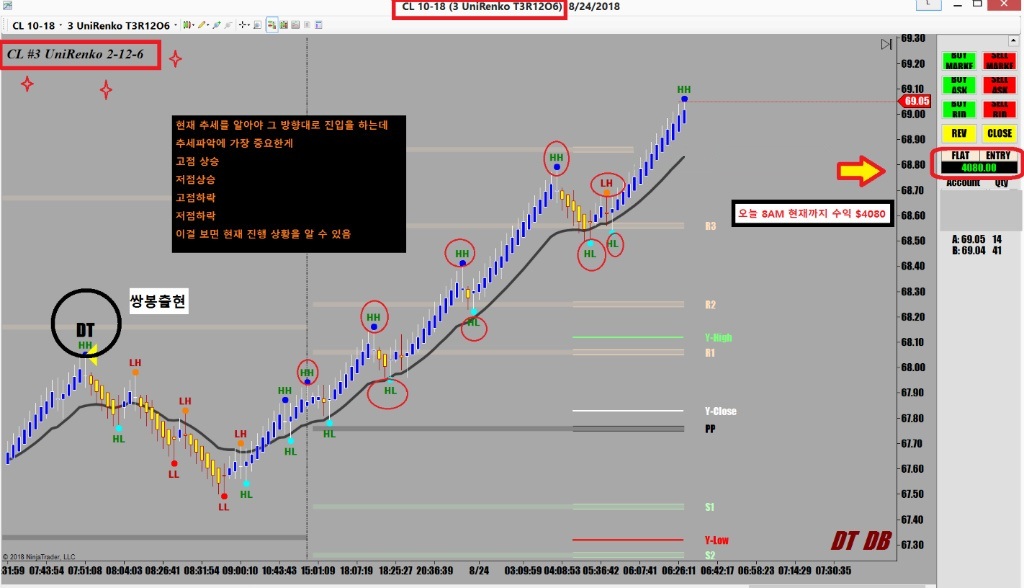 CL 10-18 (3 UniRenko T3R12O6) 8/24/2018
CL 10-18 · 3 UniRenko T3R12O6
CL #3 UniRenko 2-12-6
현재 추세를 알아야 그 방향대로 진입을 하는데
추세파악에 가장 중요한게
고점 상승
저점상승
고점하락
저점하락
이걸 보면 현재 진행 상황을 알 수 있음
쌍봉출현
DT
HH
HL
LH
LL
LH
LL
LH
HL
HH
HL
HH
HL
HH
HL
HH
HL
HH
HL
LH
HL
HH
R3
R2
Y-High
R1
Y-Close
PP
S1
Y-Low
S2
DT DB
오늘 8AM 현재까지 수익 $4080
69.30
69.20
69.10
69.05
69.00
68.90
68.80
68.70
68.60
68.50
68.40
68.30
68.20
68.10
68.00
67.90
67.80
67.70
67.60
67.50
67.40
67.30
BUY MARKE
SELL MARKE
BUY ASK
SELL ASK
BUY BID
SELL BID
REV
CLOSE
FLAT
ENTRY
4080.00
Account Qty
A: 69.05 14
B: 69.04 41
© 2018 NinjaTrader, LLC
31:59 07:43:54 07:51:08 08:04:03 08:26:41 08:31:54 09:00:10 10:43:43 15:01:09 18:07:19 18:25:27 20:36:39 8/24 03:09:59 04:08:53 05:36:42 06:07:41 06:26:11 06:42:17 06:58:23 07:14:29 07:30:35